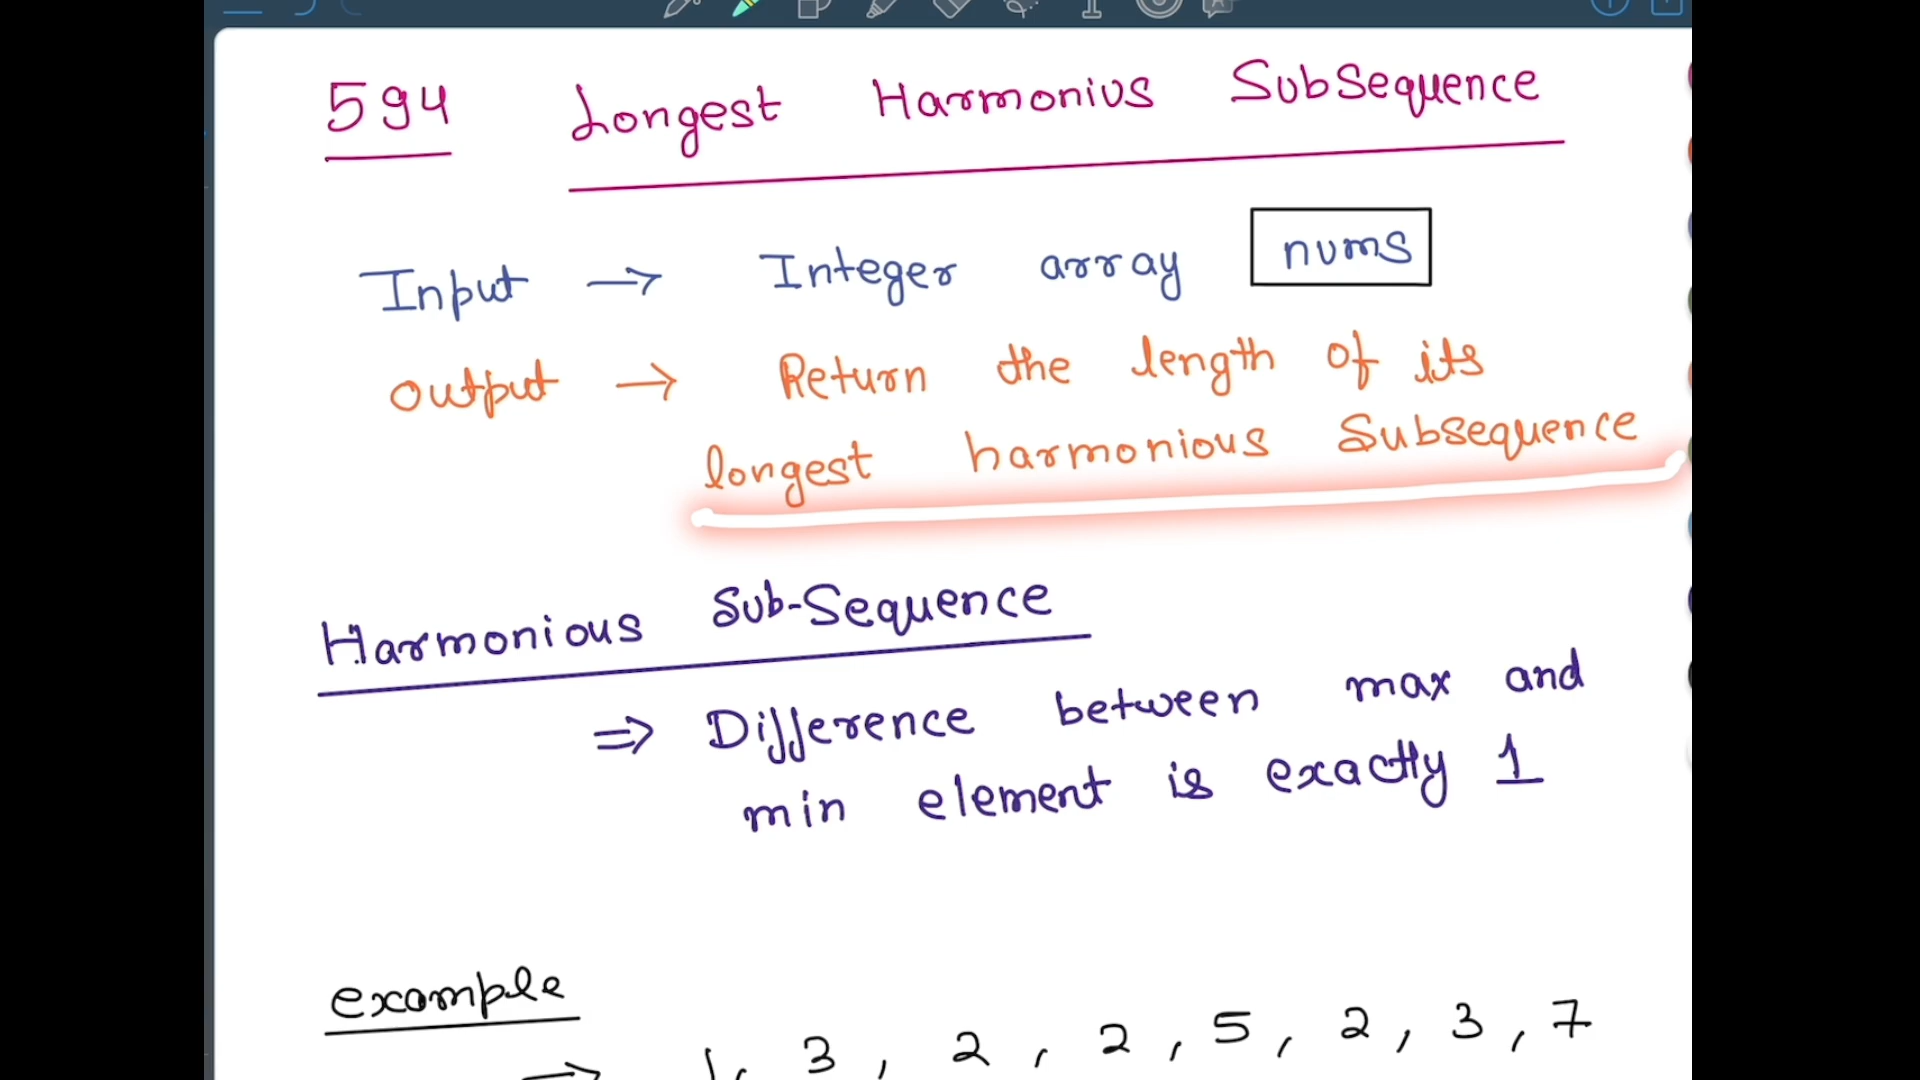 594 Longest Harmonius SubSequence
Input → Integer array nums
output → Return the length of its
longest harmonious Subsequence
Harmonious Sub-Sequence
⇒ Difference between max and
min element is exactly 1
example
→ 1, 3, 2, 2, 5, 2, 3, 7